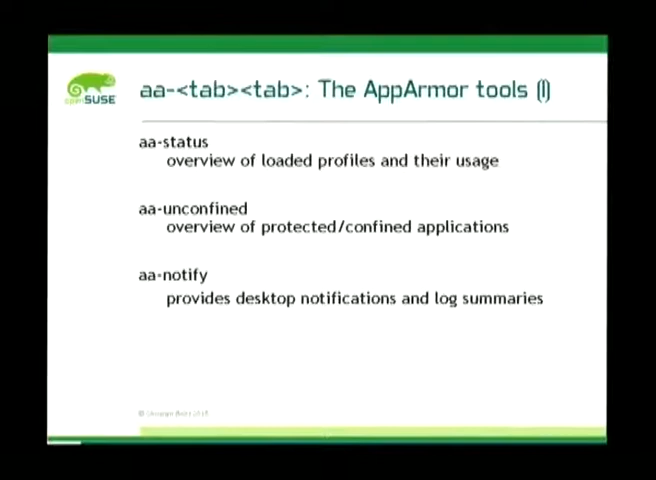 openSUSE
aa-<tab><tab>: The AppArmor tools (I)
aa-status
overview of loaded profiles and their usage
aa-unconfined
overview of protected/confined applications
aa-notify
provides desktop notifications and log summaries
©